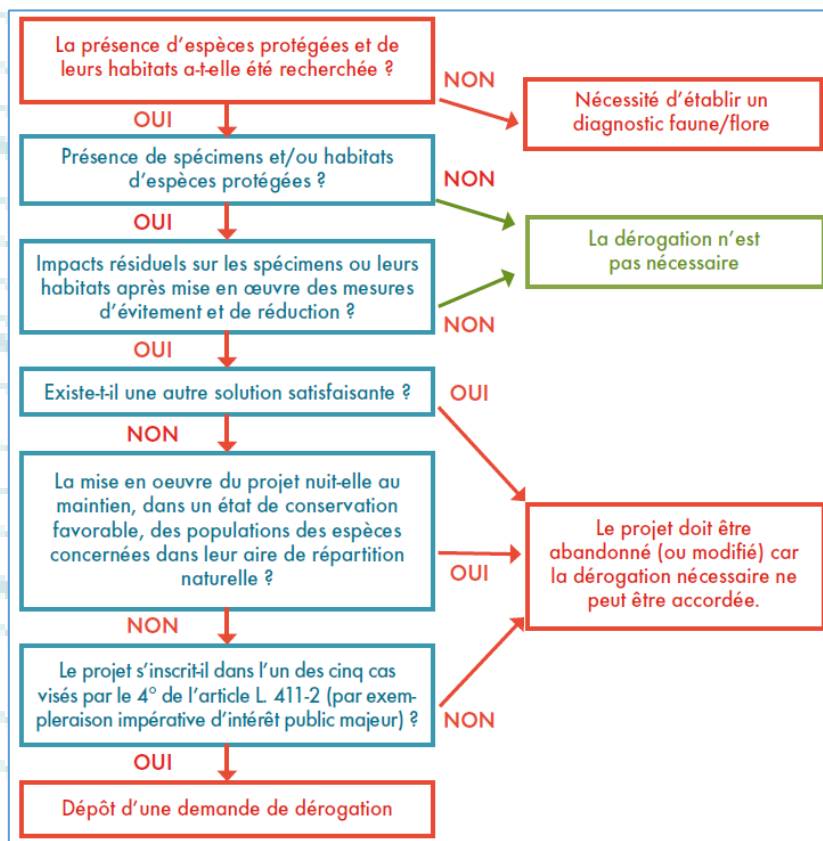 La présence d'espèces protégées et de
leurs habitats a-t-elle été recherchée ?
NON
Nécessité d'établir un
diagnostic faune/flore
OUI
Présence de spécimens et/ou habitats
d'espèces protégées ?
NON
La dérogation n'est
pas nécessaire
OUI
Impacts résiduels sur les spécimens ou leurs
habitats après mise en œuvre des mesures
d'évitement et de réduction ?
NON
OUI
Existe-t-il une autre solution satisfaisante ?
OUI
NON
La mise en oeuvre du projet nuit-elle au
maintien, dans un état de conservation
favorable, des populations des espèces
concernées dans leur aire de répartition
naturelle ?
OUI
Le projet doit être
abandonné (ou modifié) car
la dérogation nécessaire ne
peut être accordée.
NON
Le projet s'inscrit-il dans l'un des cinq cas
visés par le 4° de l'article L. 411-2 (par exem-
pleraison impérative d'intérêt public majeur) ?
NON
OUI
Dépôt d'une demande de dérogation